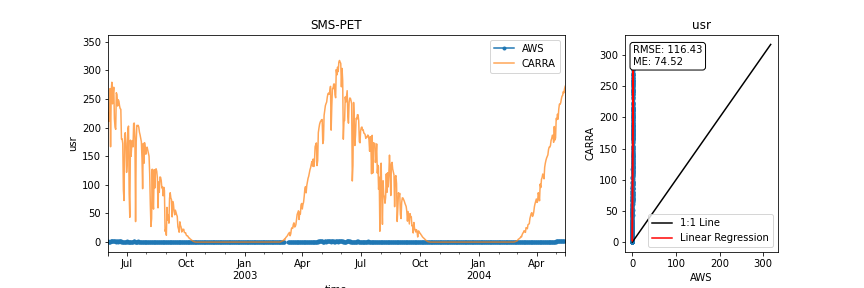 SMS-PET
350
300
250
200
150
100
50
0
usr
AWS
CARRA
Jul
Oct
Jan
2003
Apr
Jul
Oct
Jan
2004
Apr
time
usr
RMSE: 116.43
ME: 74.52
300
250
200
150
100
50
0
CARRA
1:1 Line
Linear Regression
0
100
200
300
AWS